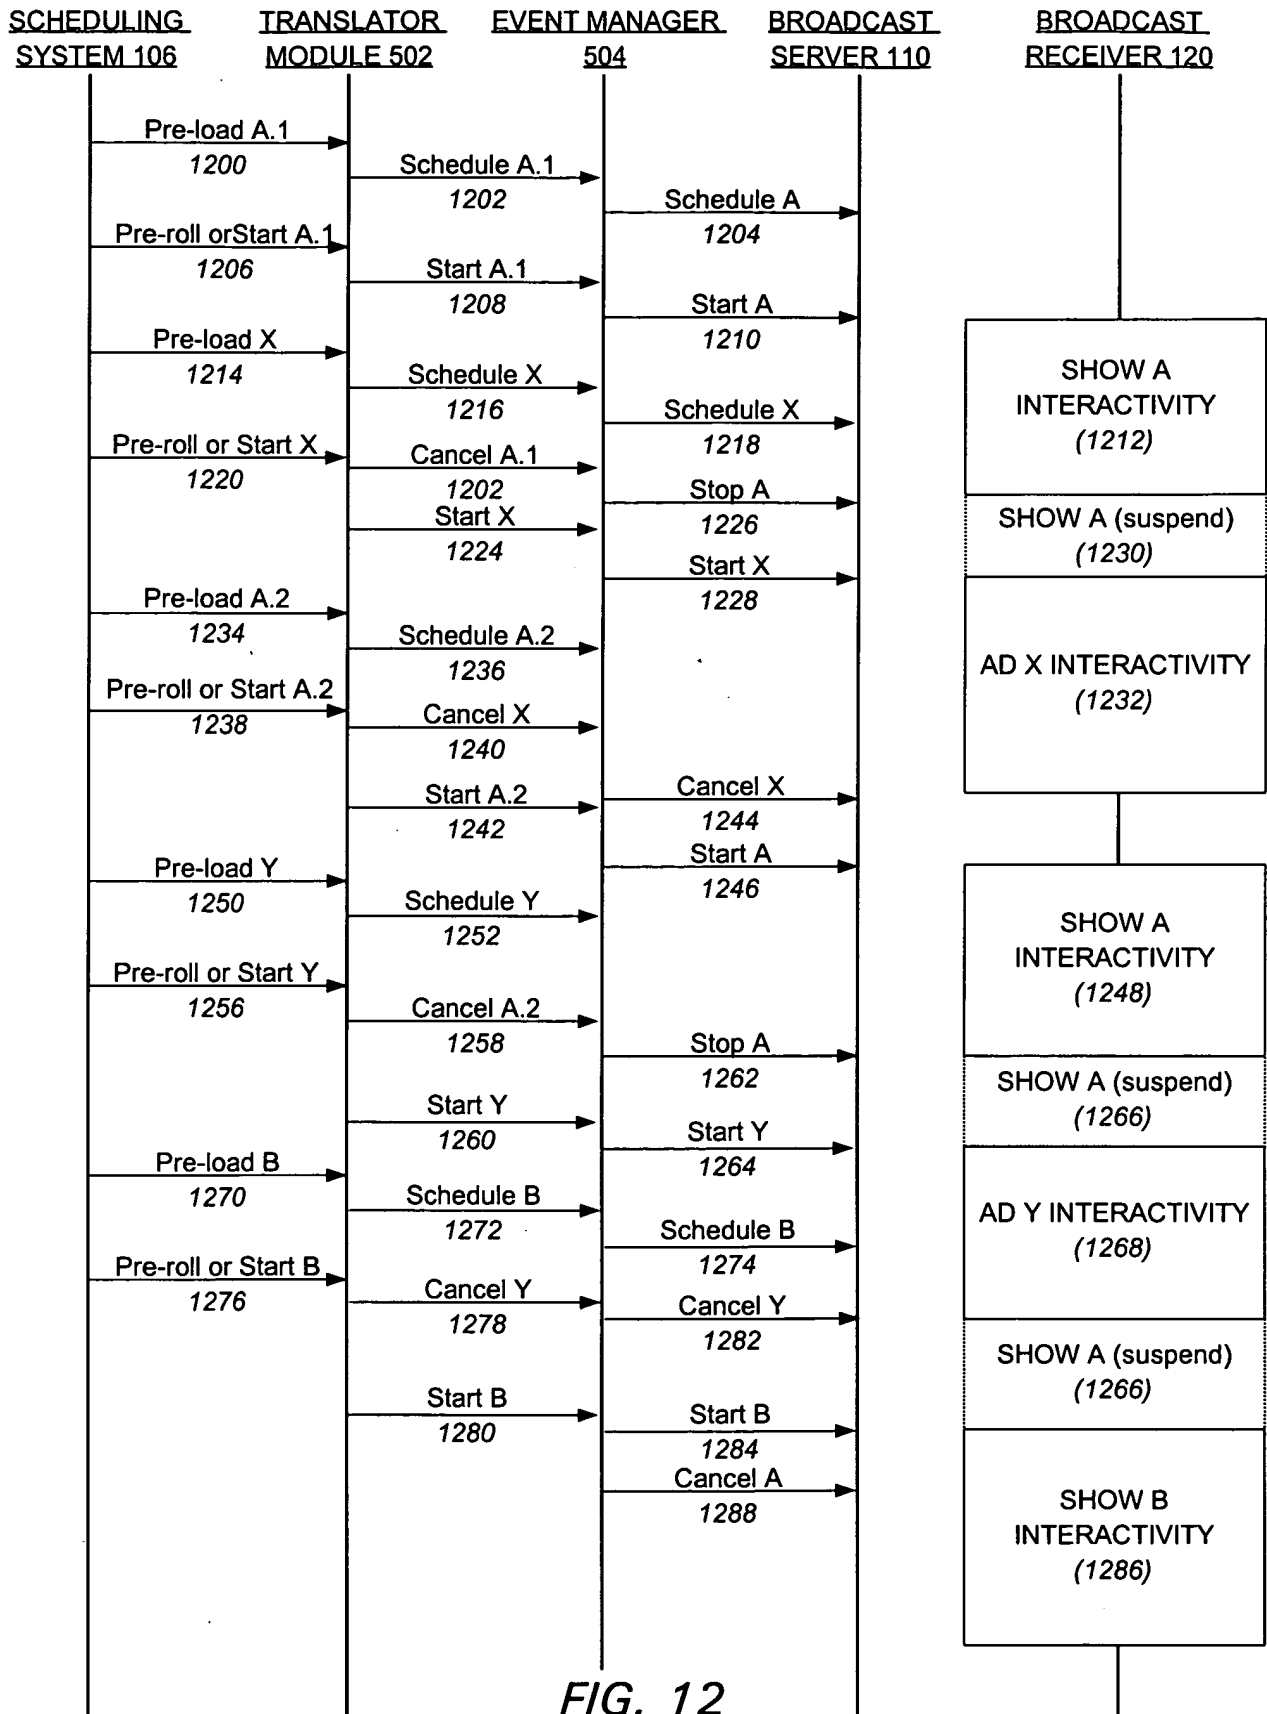 SCHEDULING
SYSTEM 106
TRANSLATOR
MODULE 502
EVENT MANAGER
504
BROADCAST
SERVER 110
BROADCAST
RECEIVER 120
Pre-load A.1
1200
Schedule A.1
1202
Schedule A
1204
Pre-roll orStart A.1
1206
Start A.1
1208
Start A
1210
SHOW A
INTERACTIVITY
(1212)
Pre-load X
1214
Schedule X
1216
Schedule X
1218
Pre-roll or Start X
1220
Cancel A.1
1202
Stop A
1226
SHOW A (suspend)
(1230)
Start X
1224
Start X
1228
Pre-load A.2
1234
Schedule A.2
1236
AD X INTERACTIVITY
(1232)
Pre-roll or Start A.2
1238
Cancel X
1240
Start A.2
1242
Cancel X
1244
Start A
1246
Pre-load Y
1250
Schedule Y
1252
SHOW A
INTERACTIVITY
(1248)
Pre-roll or Start Y
1256
Cancel A.2
1258
Stop A
1262
SHOW A (suspend)
(1266)
Start Y
1260
Start Y
1264
Pre-load B
1270
Schedule B
1272
AD Y INTERACTIVITY
(1268)
Schedule B
1274
Pre-roll or Start B
1276
Cancel Y
1278
Cancel Y
1282
SHOW A (suspend)
(1266)
Start B
1280
Start B
1284
Cancel A
1288
SHOW B
INTERACTIVITY
(1286)
FIG. 12